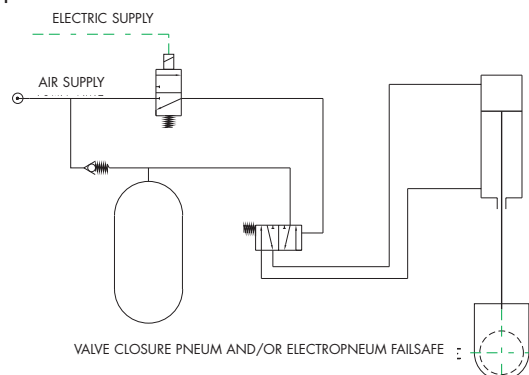 ELECTRIC SUPPLY
AIR SUPPLY
VALVE CLOSURE PNEUM AND/OR ELECTROPNEUM FAILSAFE